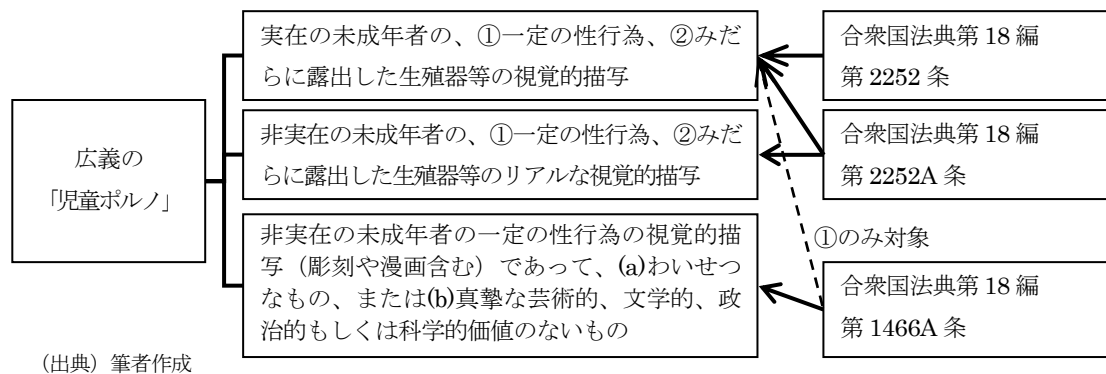 広義の
「児童ポルノ」
実在の未成年者の、①一定の性行為、②みだ
らに露出した生殖器等の視覚的描写
非実在の未成年者の、①一定の性行為、②みだ
らに露出した生殖器等のリアルな視覚的描写
非実在の未成年者の一定の性行為の視覚的描
写（彫刻や漫画含む）であって、(a)わいせつ
なもの、または(b)真摯な芸術的、文学的、政
治的もしくは科学的価値のないもの
合衆国法典第 18 編
第 2252 条
合衆国法典第 18 編
第 2252A 条
①のみ対象
合衆国法典第 18 編
第 1466A 条
（出典）筆者作成